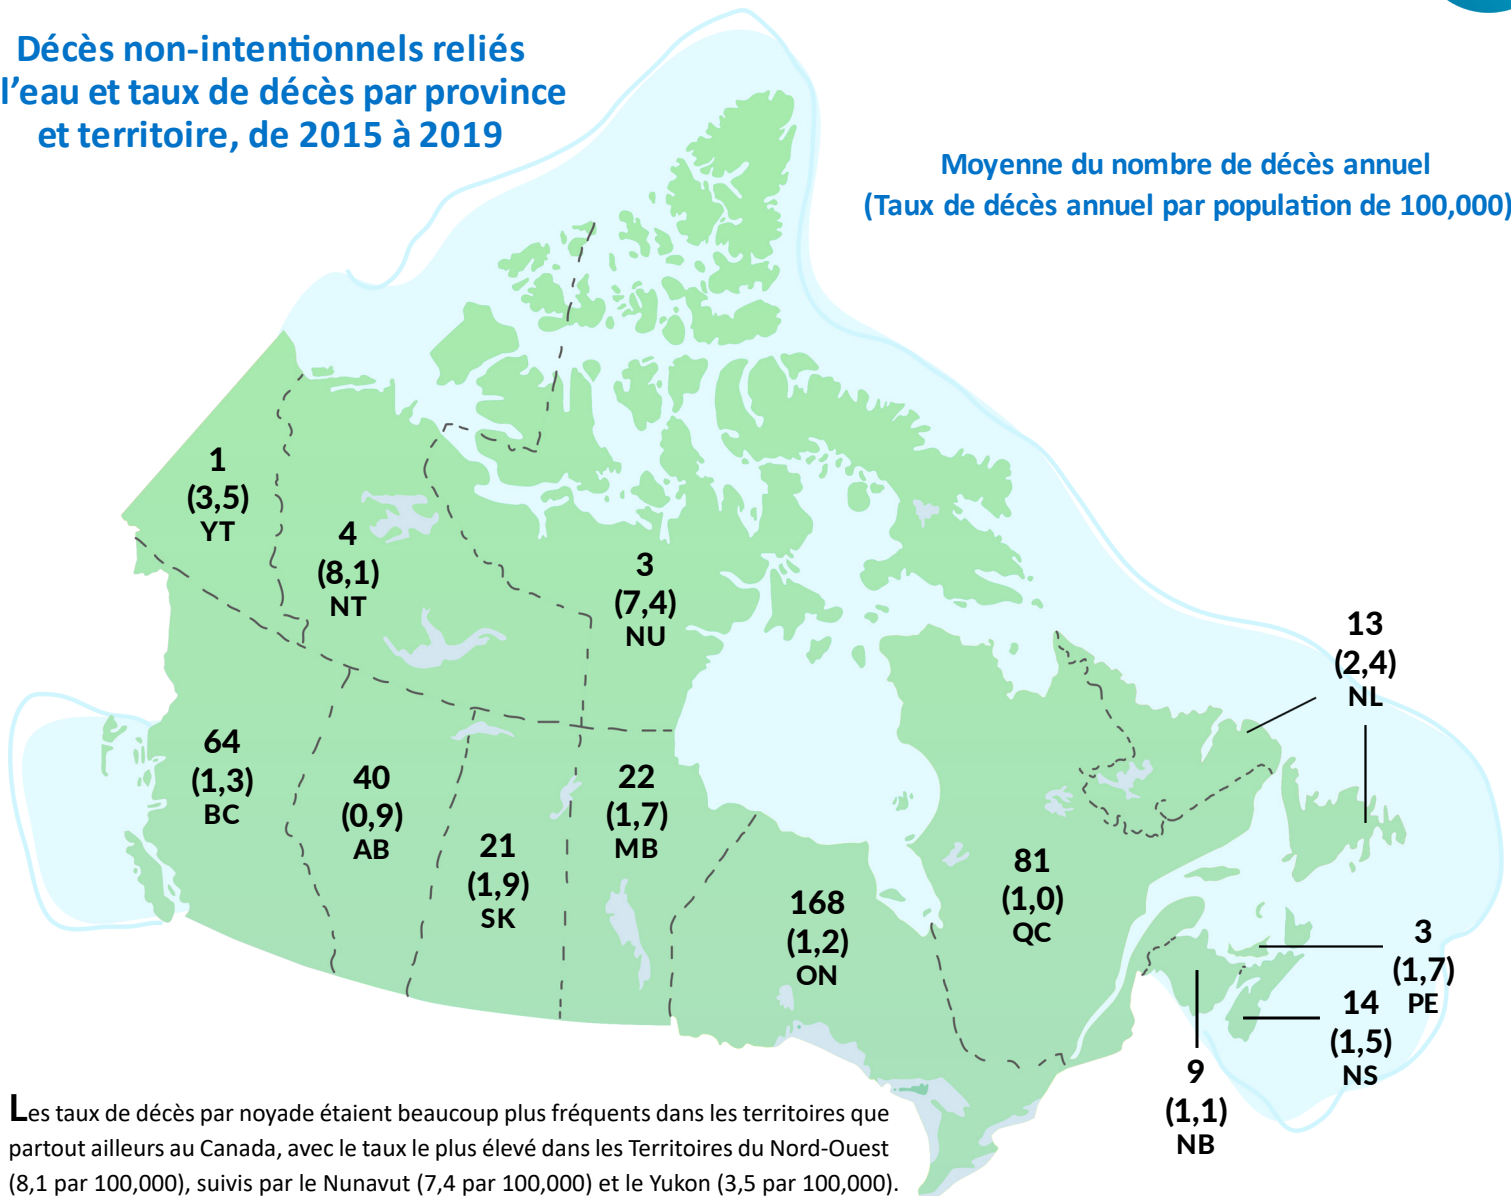 Décès non-intentionnels reliés
l'eau et taux de décès par province
et territoire, de 2015 à 2019
Moyenne du nombre de décès annuel
(Taux de décès annuel par population de 100,000)
1
(3,5)
YT
4
(8,1)
NT
3
(7,4)
NU
13
(2,4)
NL
64
(1,3)
BC
40
(0,9)
AB
21
(1,9)
SK
22
(1,7)
MB
168
(1,2)
ON
81
(1,0)
QC
3
(1,7)
PE
14
(1,5)
NS
9
(1,1)
NB
Les taux de décès par noyade étaient beaucoup plus fréquents dans les territoires que
partout ailleurs au Canada, avec le taux le plus élevé dans les Territoires du Nord-Ouest
(8,1 par 100,000), suivis par le Nunavut (7,4 par 100,000) et le Yukon (3,5 par 100,000).